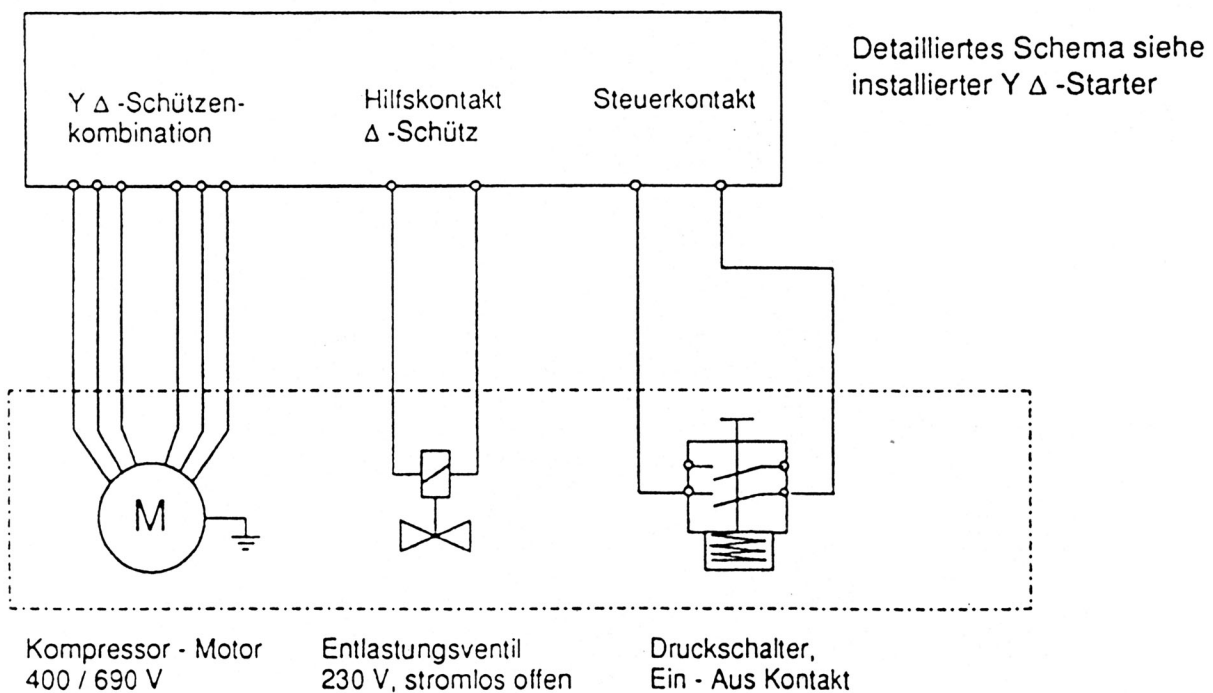 Detailliertes Schema siehe
installierter Y Δ -Starter
Y Δ -Schützen-
kombination
Hilfskontakt
Δ -Schütz
Steuerkontakt
M
Kompressor - Motor
400 / 690 V
Entlastungsventil
230 V, stromlos offen
Druckschalter,
Ein - Aus Kontakt